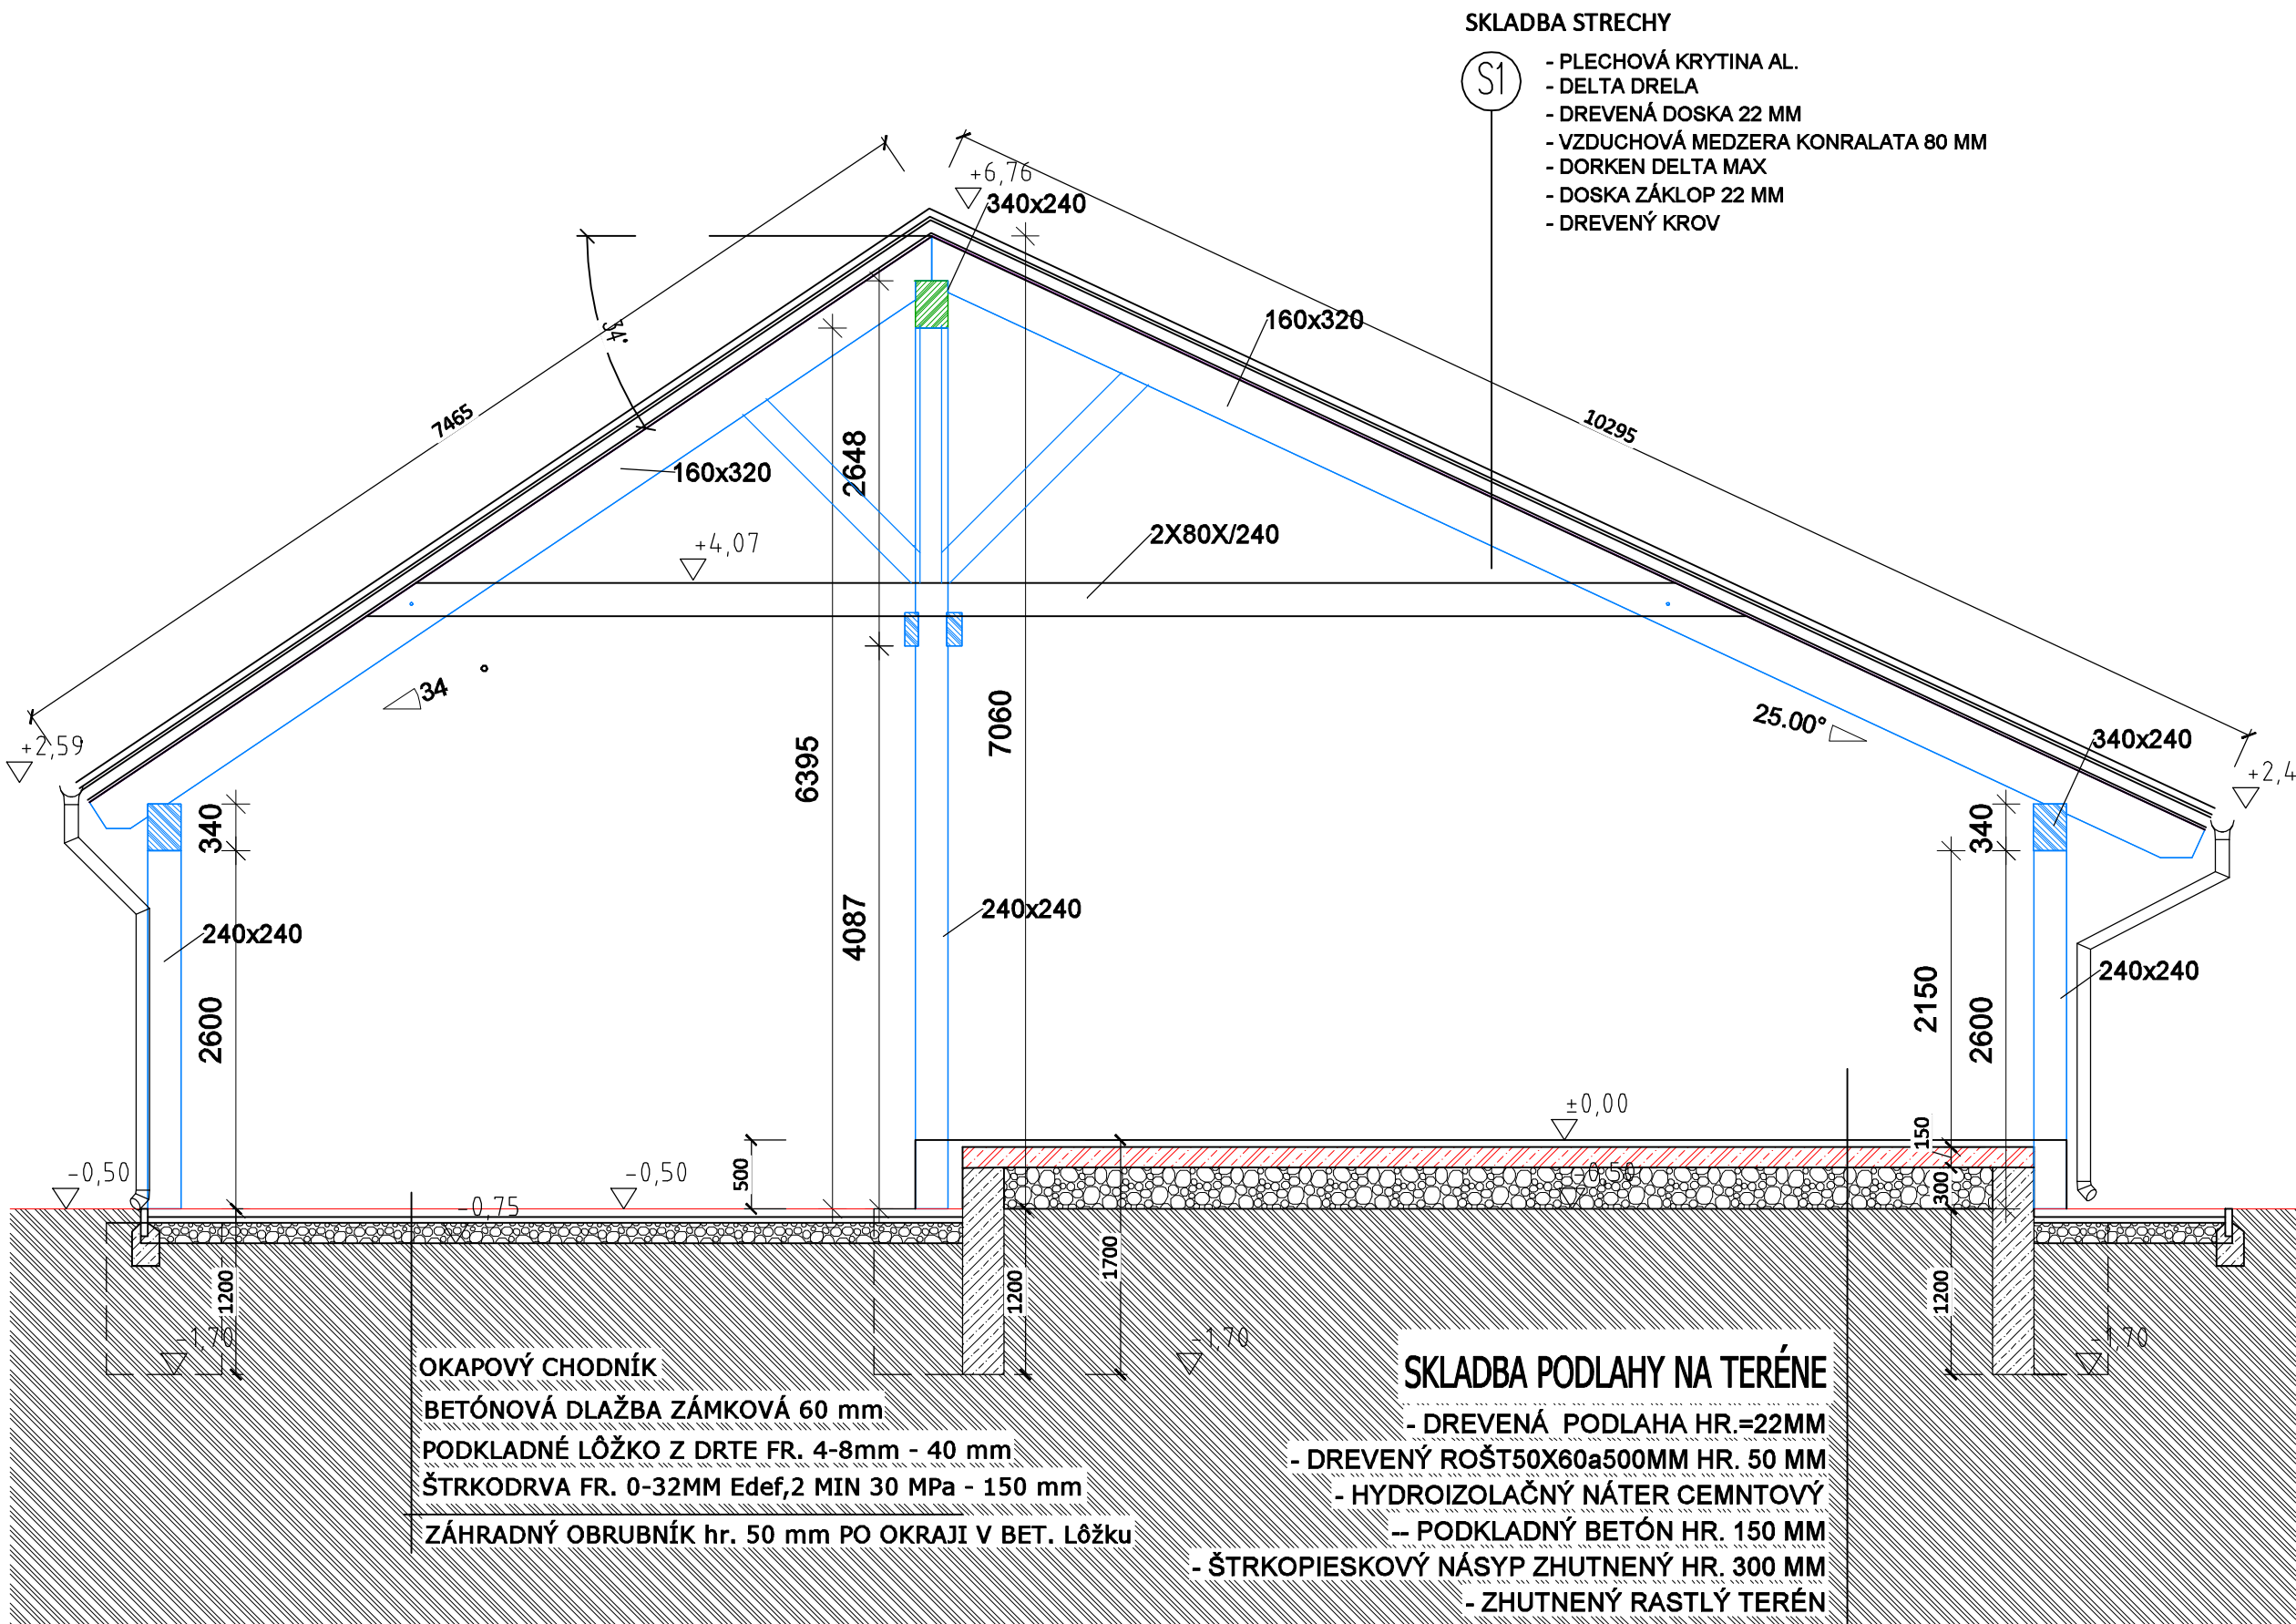 SKLADBA STRECHY
S1
- PLECHOVÁ KRYTINA AL.
- DELTA DRELA
- DREVENÁ DOSKA 22 MM
- VZDUCHOVÁ MEDZERA KONRALATA 80 MM
- DORKEN DELTA MAX
- DOSKA ZÁKLOP 22 MM
- DREVENÝ KROV
+6,76
340x240
160x320
34°
7465
10295
2648
160x320
2X80X/240
+4,07
34 °
25.00°
+2,59
340x240
+2,4
6395
7060
340
340
4087
240x240
240x240
240x240
2600
2150
2600
±0,00
150
-0,50
-0,50
500
-0,50
300
-0,75
1200
1200
1700
1200
-1,70
-1,70
-1,70
OKAPOVÝ CHODNÍK
BETÓNOVÁ DLAŽBA ZÁMKOVÁ 60 mm
PODKLADNÉ LÔŽKO Z DRTE FR. 4-8mm - 40 mm
ŠTRKODRVA FR. 0-32MM Edef,2 MIN 30 MPa - 150 mm
ZÁHRADNÝ OBRUBNÍK hr. 50 mm PO OKRAJI V BET. Lôžku
SKLADBA PODLAHY NA TERÉNE
- DREVENÁ PODLAHA HR.=22MM
- DREVENÝ ROŠT50X60a500MM HR. 50 MM
- HYDROIZOLAČNÝ NÁTER CEMNTOVÝ
-- PODKLADNÝ BETÓN HR. 150 MM
- ŠTRKOPIESKOVÝ NÁSYP ZHUTNENÝ HR. 300 MM
- ZHUTNENÝ RASTLÝ TERÉN